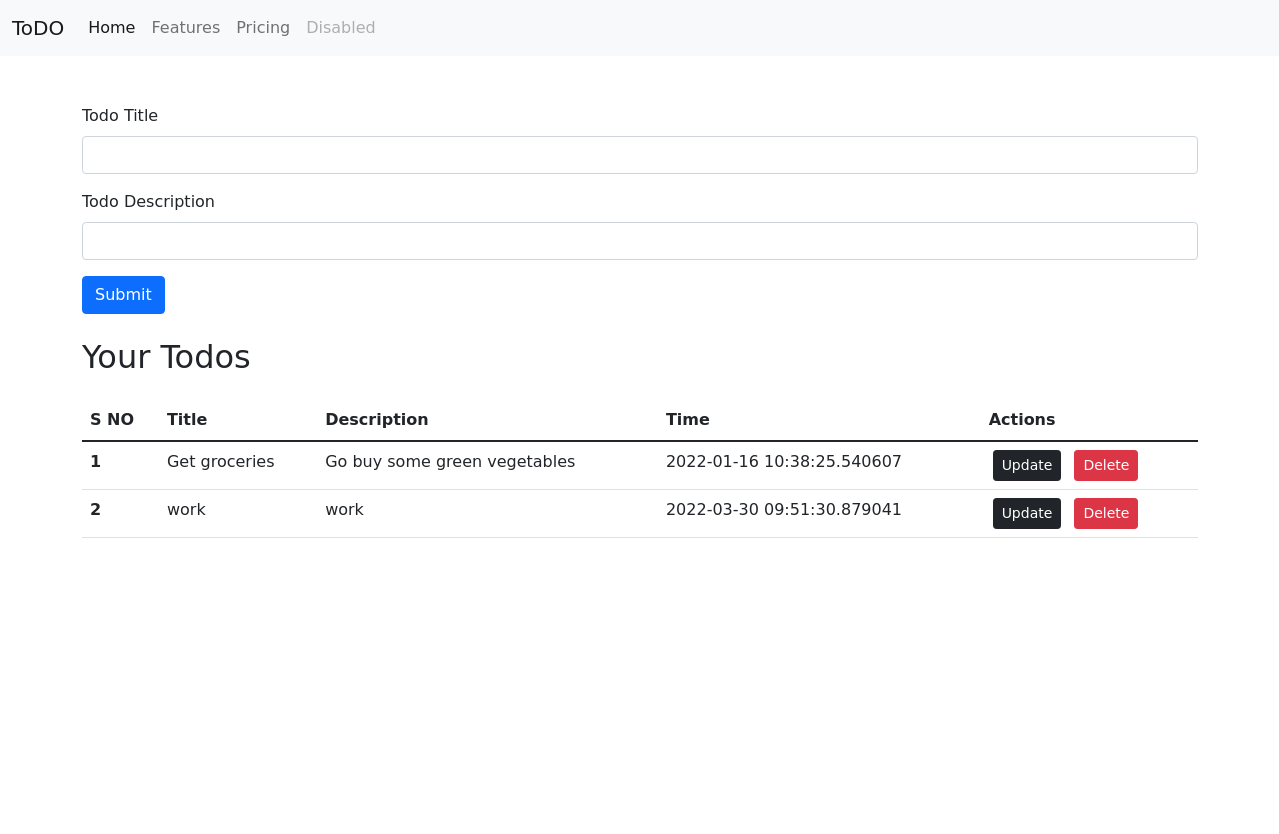 ToDO Home Features Pricing Disabled
Todo Title
Todo Description
Submit
Your Todos
S NO Title Description Time Actions
1 Get groceries Go buy some green vegetables 2022-01-16 10:38:25.540607 Update Delete
2 work work 2022-03-30 09:51:30.879041 Update Delete